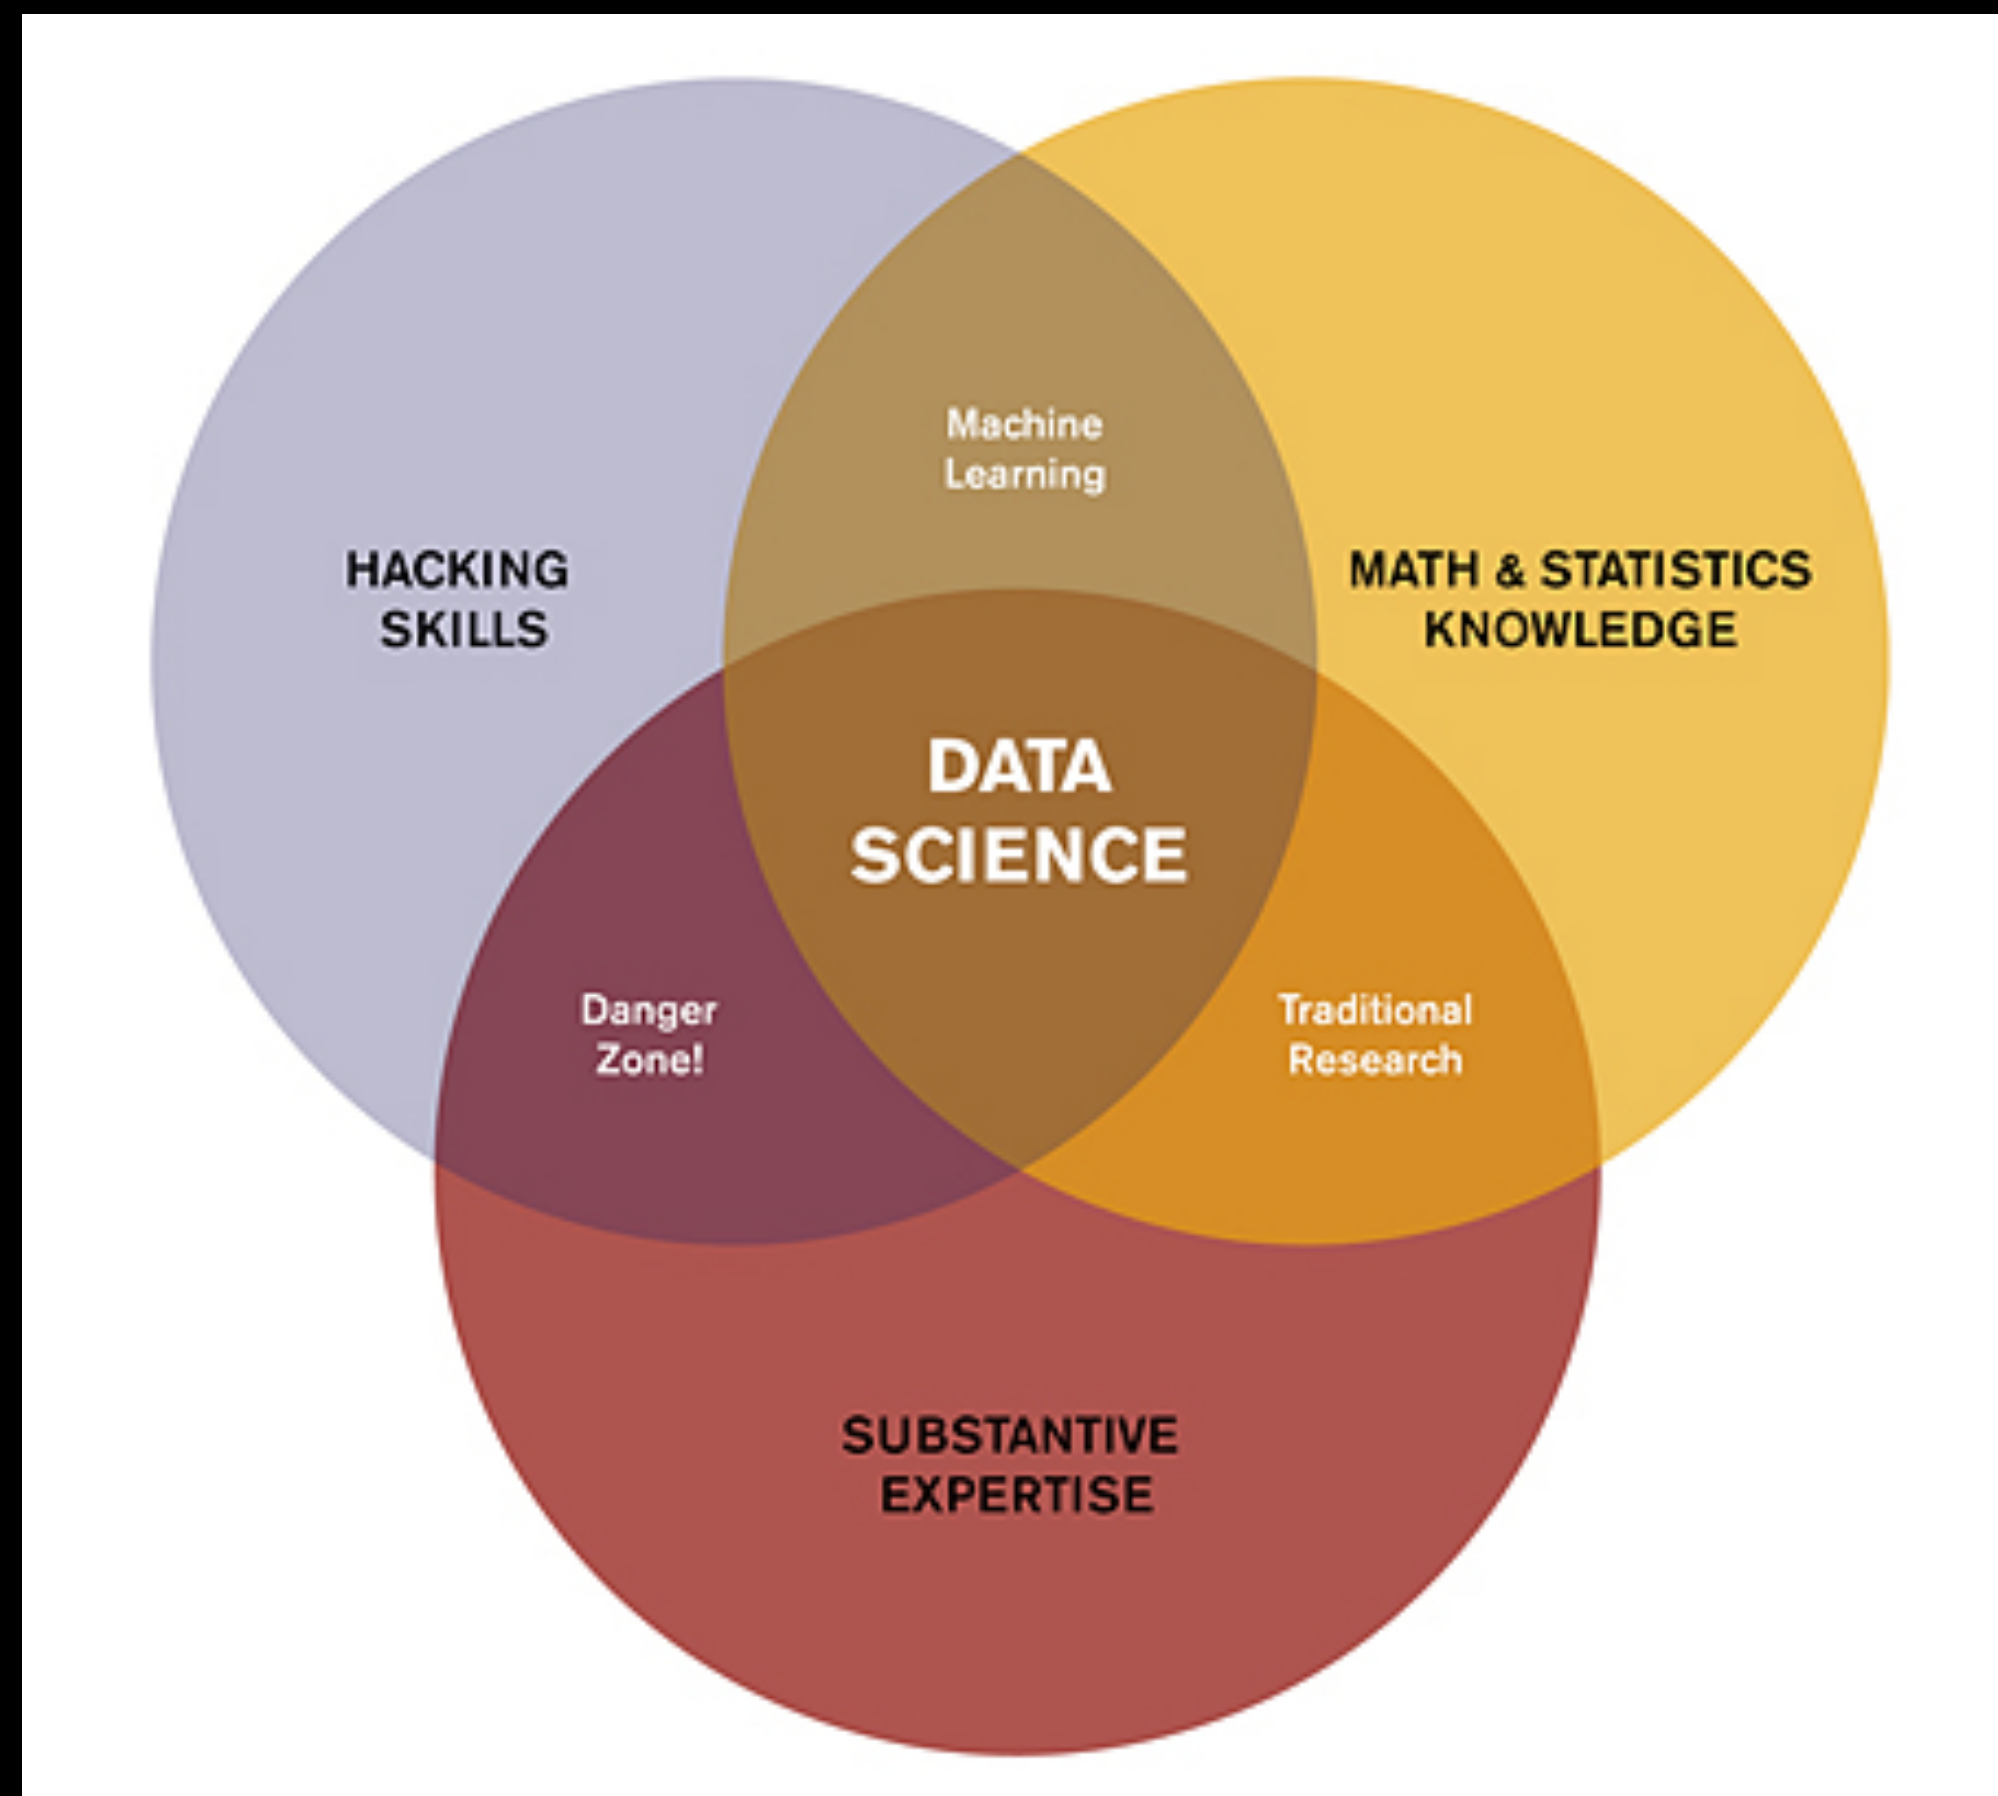 Machine
Learning
HACKING
SKILLS
MATH & STATISTICS
KNOWLEDGE
DATA
SCIENCE
Danger
Zone!
Traditional
Research
SUBSTANTIVE
EXPERTISE